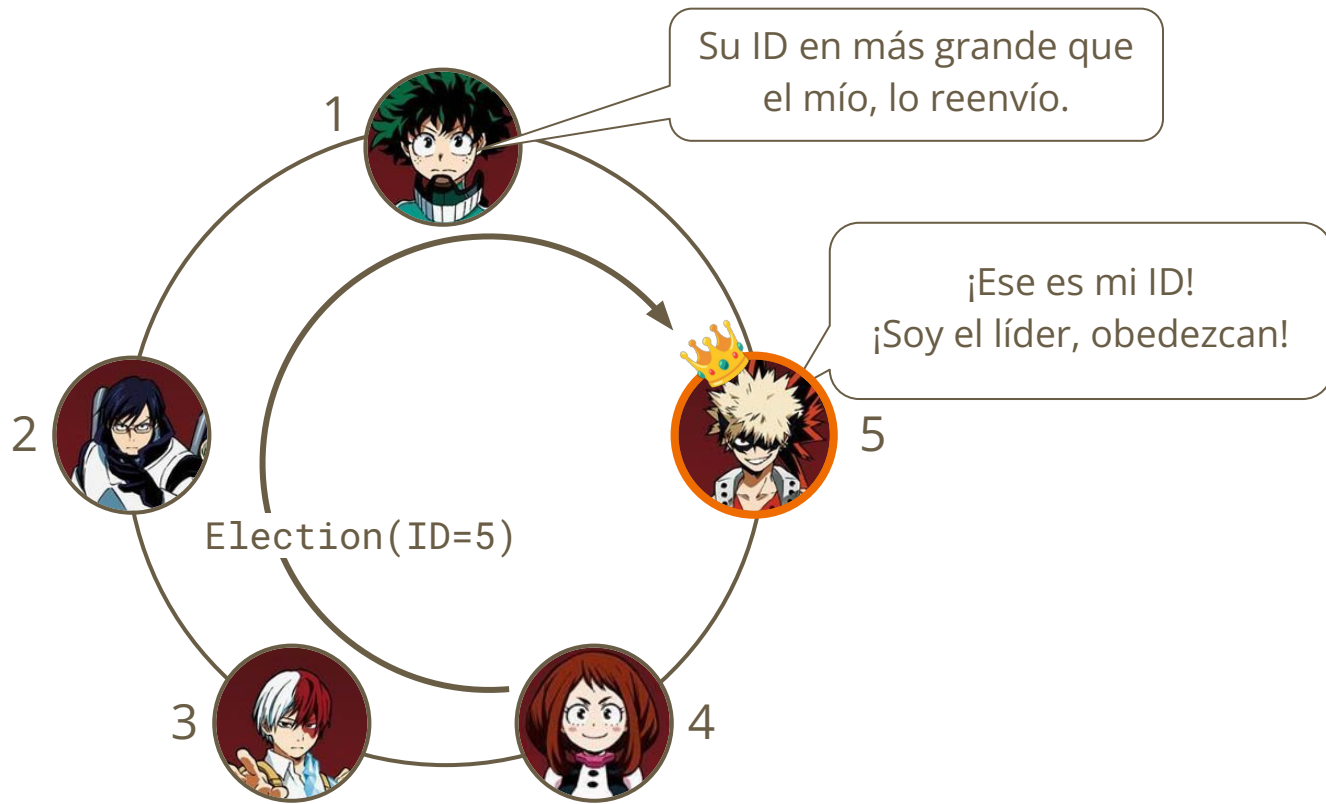 Su ID en más grande que
el mío, lo reenvío.
1
¡Ese es mi ID!
¡Soy el líder, obedezcan!
2
5
Election(ID=5)
3
4